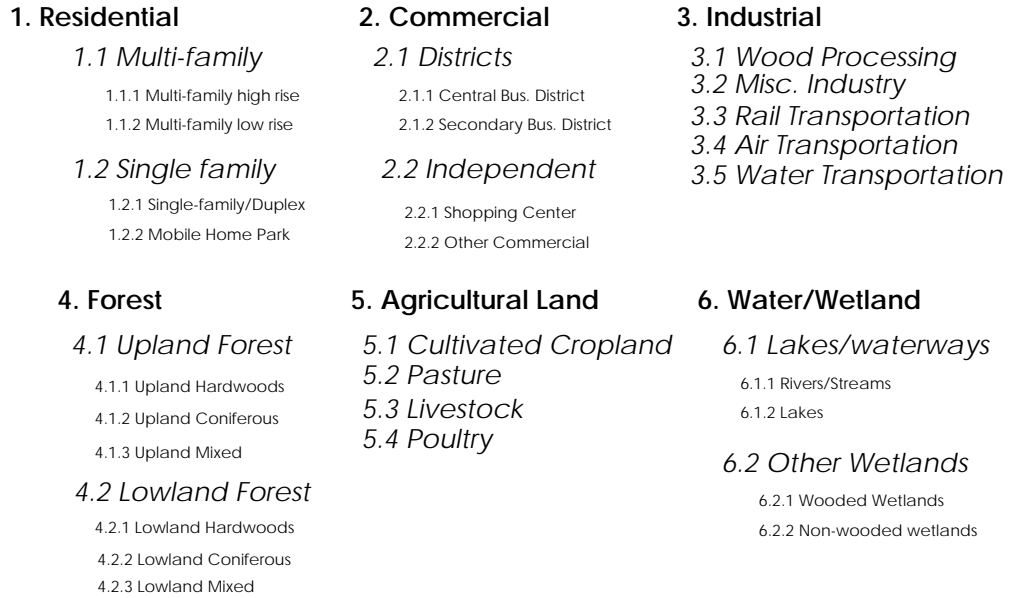 1. Residential
1.1 Multi-family
1.1.1 Multi-family high rise
1.1.2 Multi-family low rise
1.2 Single family
1.2.1 Single-family/Duplex
1.2.2 Mobile Home Park
2. Commercial
2.1 Districts
2.1.1 Central Bus. District
2.1.2 Secondary Bus. District
2.2 Independent
2.2.1 Shopping Center
2.2.2 Other Commercial
3. Industrial
3.1 Wood Processing
3.2 Misc. Industry
3.3 Rail Transportation
3.4 Air Transportation
3.5 Water Transportation
4. Forest
4.1 Upland Forest
4.1.1 Upland Hardwoods
4.1.2 Upland Coniferous
4.1.3 Upland Mixed
4.2 Lowland Forest
4.2.1 Lowland Hardwoods
4.2.2 Lowland Coniferous
4.2.3 Lowland Mixed
5. Agricultural Land
5.1 Cultivated Cropland
5.2 Pasture
5.3 Livestock
5.4 Poultry
6. Water/Wetland
6.1 Lakes/waterways
6.1.1 Rivers/Streams
6.1.2 Lakes
6.2 Other Wetlands
6.2.1 Wooded Wetlands
6.2.2 Non-wooded wetlands